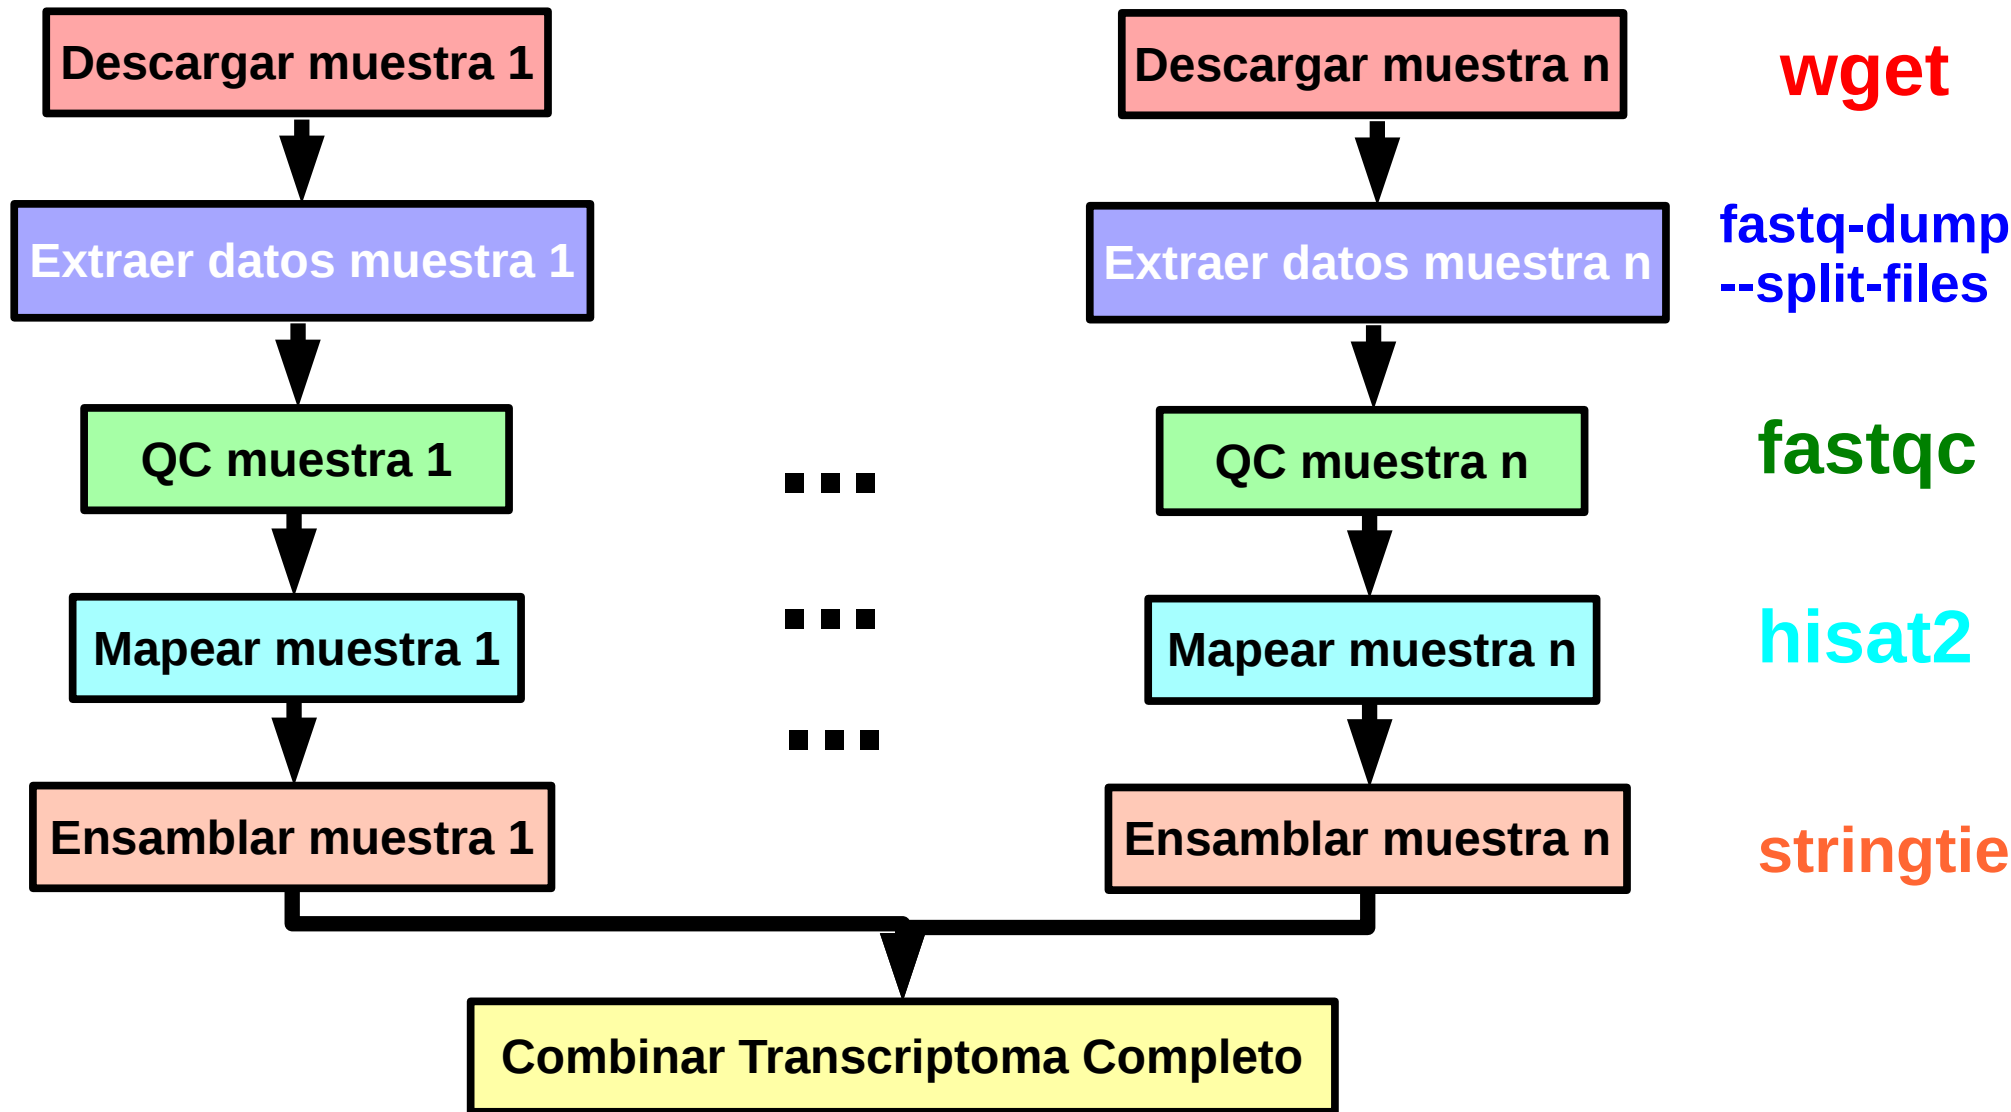 Descargar muestra 1
Descargar muestra n
wget
Extraer datos muestra 1
Extraer datos muestra n
fastq-dump
--split-files
QC muestra 1
...
QC muestra n
fastqc
Mapear muestra 1
...
Mapear muestra n
hisat2
...
Ensamblar muestra 1
Ensamblar muestra n
stringtie
Combinar Transcriptoma Completo